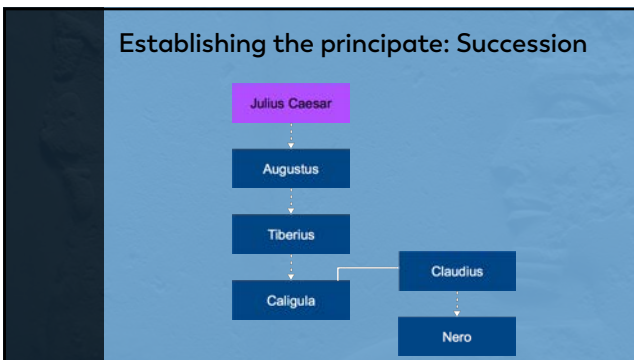 Establishing the principate: Succession
Julius Caesar
Augustus
Tiberius
Claudius
Caligula
Nero